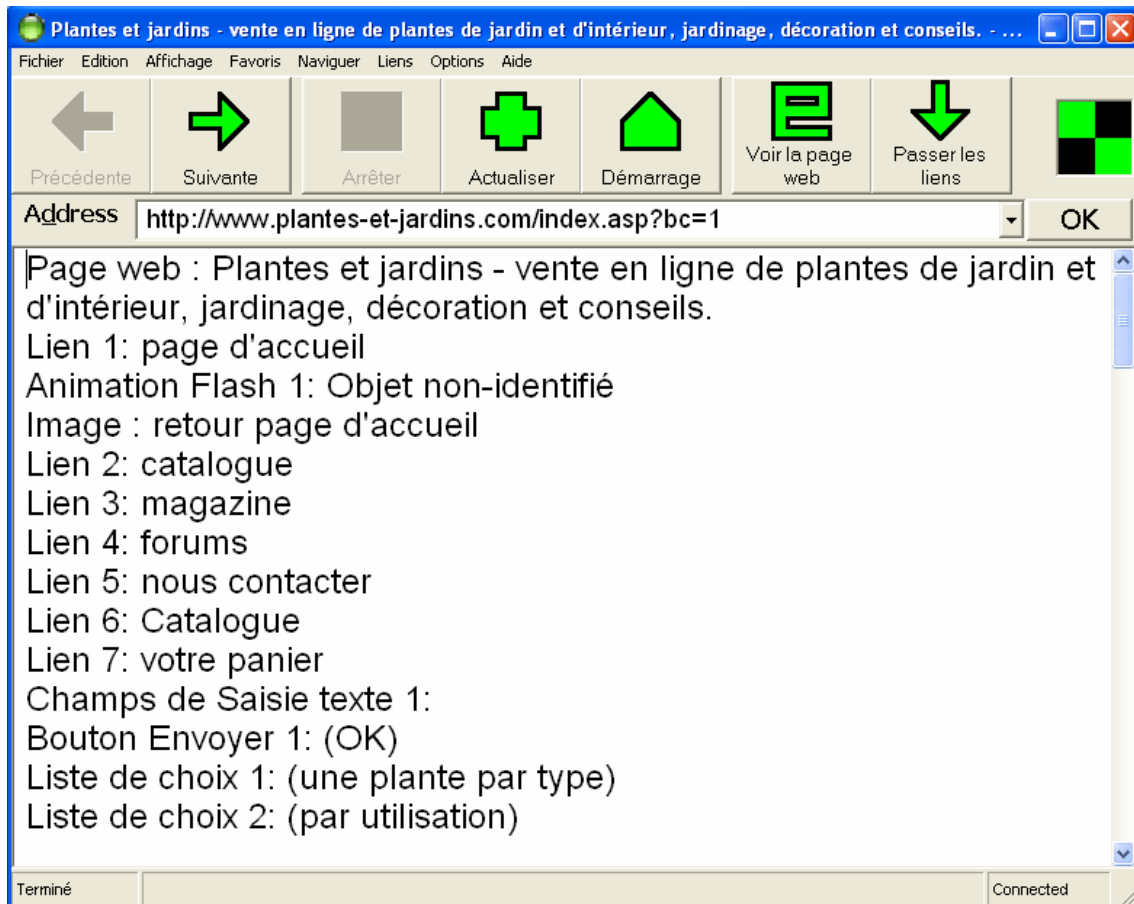 Plantes et jardins - vente en ligne de plantes de jardin et d'intérieur, jardinage, décoration et conseils. - ...
Fichier Edition Affichage Favoris Naviguer Liens Options Aide
Précédente Suivante Arrêter Actualiser Démarrage Voir la page web Passer les liens
Address http://www.plantes-et-jardins.com/index.asp?bc=1 OK
Page web : Plantes et jardins - vente en ligne de plantes de jardin et
d'intérieur, jardinage, décoration et conseils.
Lien 1: page d'accueil
Animation Flash 1: Objet non-identifié
Image : retour page d'accueil
Lien 2: catalogue
Lien 3: magazine
Lien 4: forums
Lien 5: nous contacter
Lien 6: Catalogue
Lien 7: votre panier
Champs de Saisie texte 1:
Bouton Envoyer 1: (OK)
Liste de choix 1: (une plante par type)
Liste de choix 2: (par utilisation)
Terminé Connected